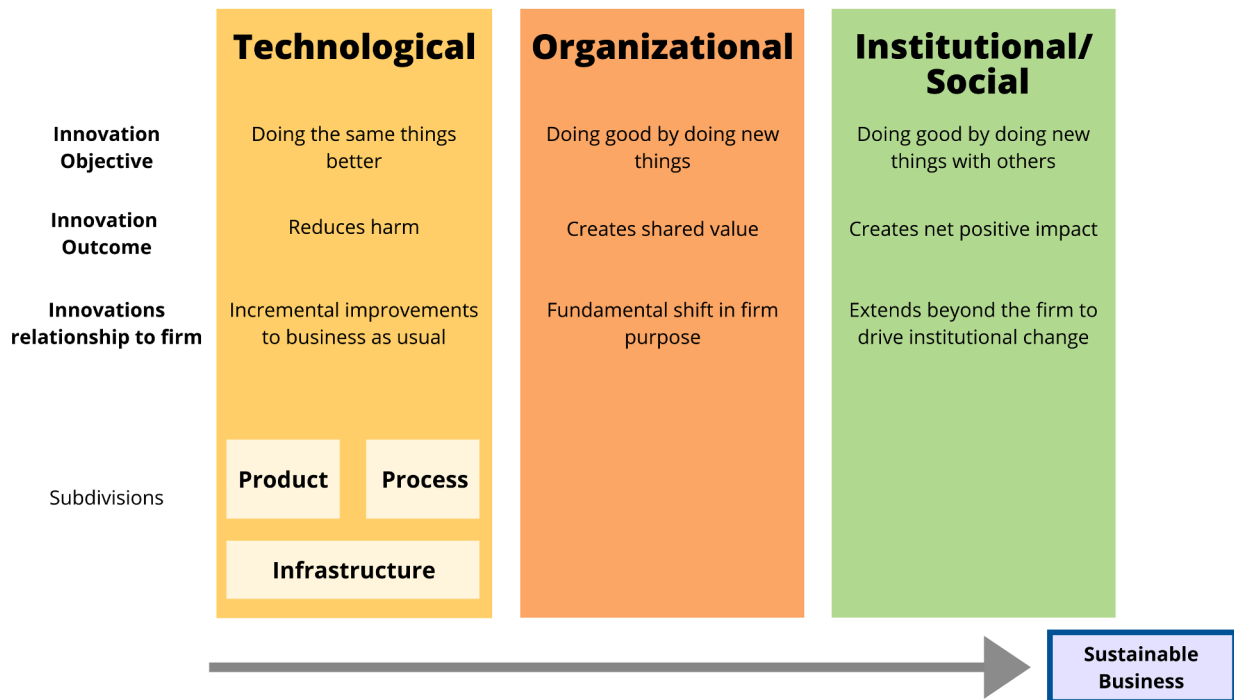 Technological
Organizational
Institutional/
Social
Innovation
Objective
Doing the same things
better
Doing good by doing new
things
Doing good by doing new
things with others
Innovation
Outcome
Reduces harm
Creates shared value
Creates net positive impact
Innovations
relationship to firm
Incremental improvements
to business as usual
Fundamental shift in firm
purpose
Extends beyond the firm to
drive institutional change
Subdivisions
Product
Process
Infrastructure
Sustainable
Business